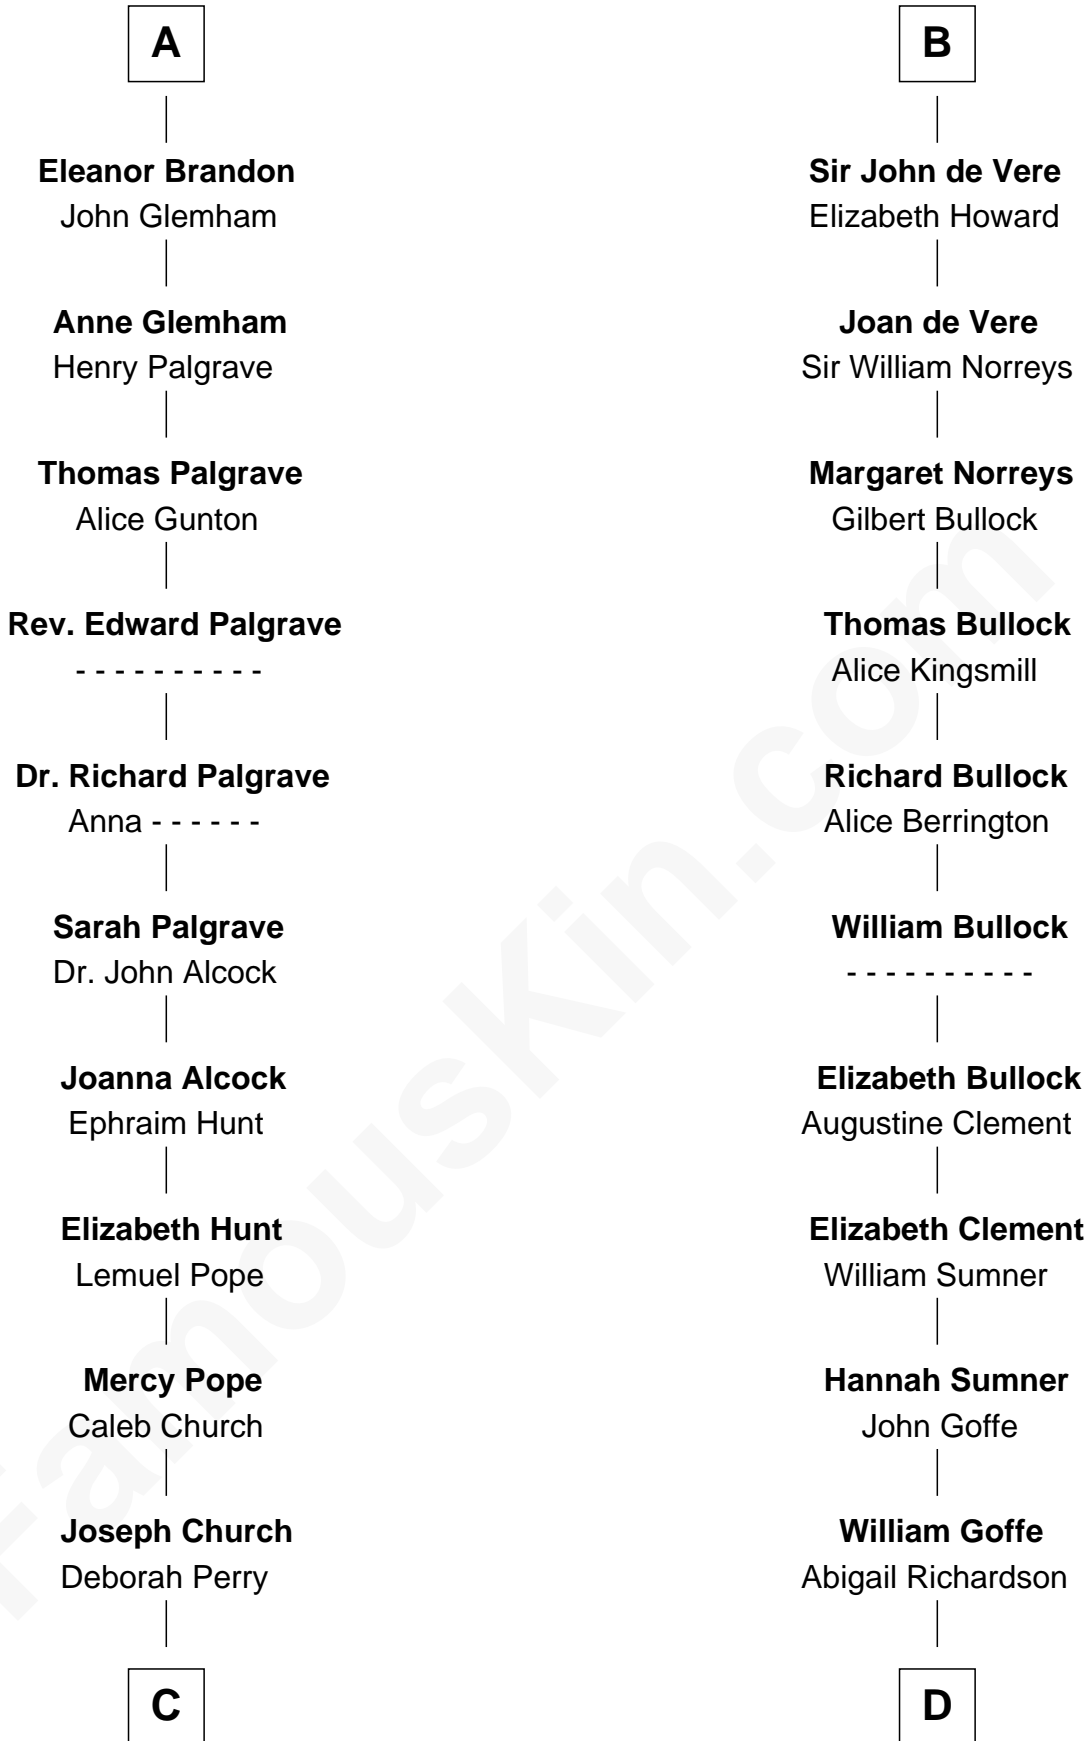 A
Eleanor Brandon
John Glemham
Anne Glemham
Henry Palgrave
Thomas Palgrave
Alice Gunton
Rev. Edward Palgrave
- - - - - - - - - -
Dr. Richard Palgrave
Anna - - - - - -
Sarah Palgrave
Dr. John Alcock
Joanna Alcock
Ephraim Hunt
Elizabeth Hunt
Lemuel Pope
Mercy Pope
Caleb Church
Joseph Church
Deborah Perry
C
B
Sir John de Vere
Elizabeth Howard
Joan de Vere
Sir William Norreys
Margaret Norreys
Gilbert Bullock
Thomas Bullock
Alice Kingsmill
Richard Bullock
Alice Berrington
William Bullock
- - - - - - - - - -
Elizabeth Bullock
Augustine Clement
Elizabeth Clement
William Sumner
Hannah Sumner
John Goffe
William Goffe
Abigail Richardson
D
FamousKin.com